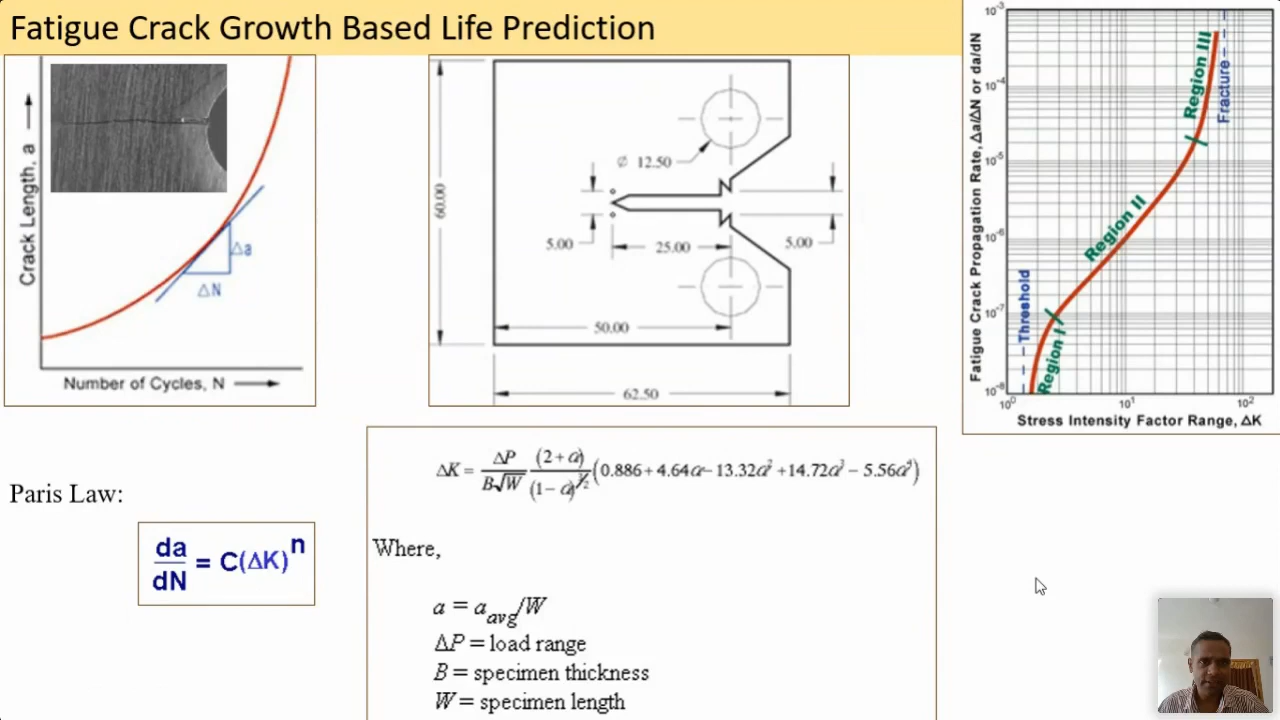 Fatigue Crack Growth Based Life Prediction
Crack Length, a
Δa
ΔN
Number of Cycles, N
60.00
Ø 12.50
5.00
25.00
5.00
50.00
62.50
Fatigue Crack Propagation Rate, Δa/ΔN or da/dN
10⁻³
10⁻⁴
10⁻⁵
10⁻⁶
10⁻⁷
10⁻⁸
Threshold
Region I
Region II
Region III
Fracture
10⁰ 10¹ 10²
Stress Intensity Factor Range, ΔK
Paris Law:
da/dN = C(ΔK)ⁿ
ΔK = ΔP/(B√W) (2+a)/(1−a)^(3/2) (0.886+4.64a−13.32a²+14.72a³−5.56a⁴)
Where,
a = a_avg/W
ΔP = load range
B = specimen thickness
W = specimen length